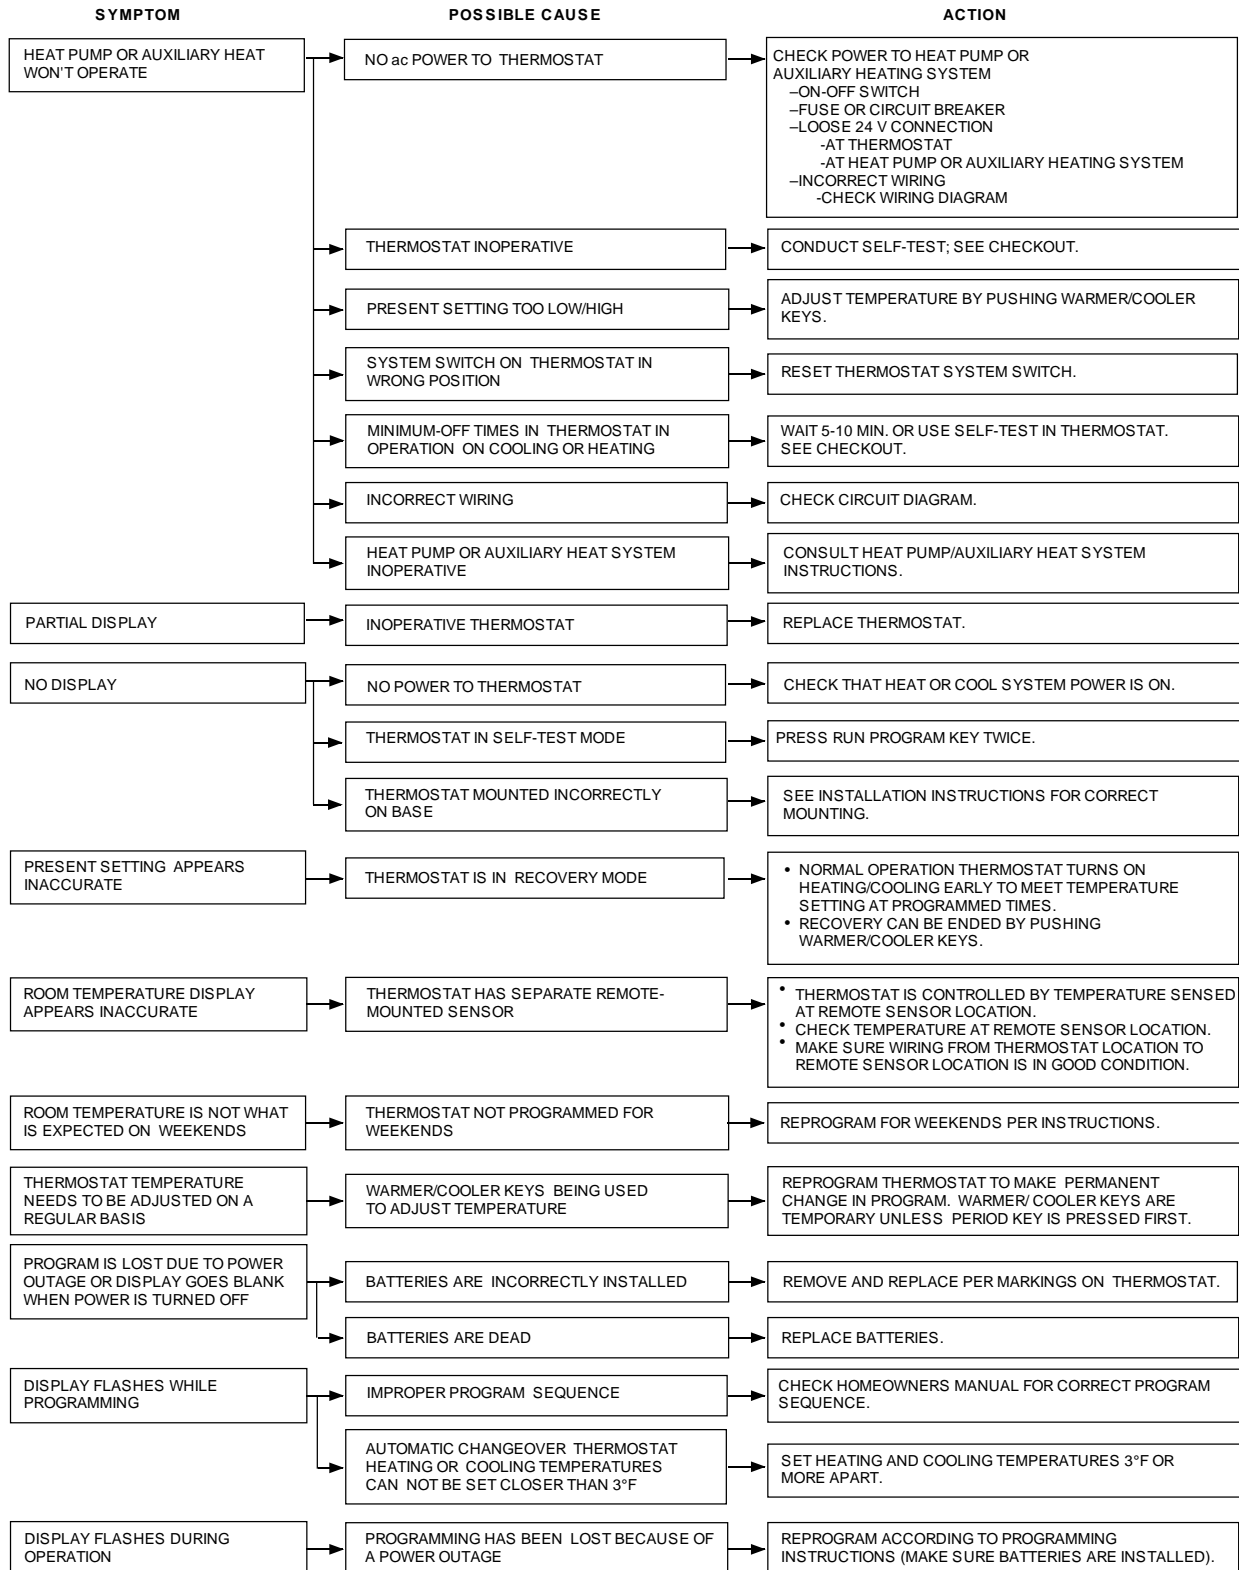 SYMPTOM
POSSIBLE CAUSE
ACTION
HEAT PUMP OR AUXILIARY HEAT
WON'T OPERATE
NO ac POWER TO THERMOSTAT
CHECK POWER TO HEAT PUMP OR
AUXILIARY HEATING SYSTEM
–ON-OFF SWITCH
–FUSE OR CIRCUIT BREAKER
–LOOSE 24 V CONNECTION
-AT THERMOSTAT
-AT HEAT PUMP OR AUXILIARY HEATING SYSTEM
–INCORRECT WIRING
-CHECK WIRING DIAGRAM
THERMOSTAT INOPERATIVE
CONDUCT SELF-TEST; SEE CHECKOUT.
PRESENT SETTING TOO LOW/HIGH
ADJUST TEMPERATURE BY PUSHING WARMER/COOLER
KEYS.
SYSTEM SWITCH ON THERMOSTAT IN
WRONG POSITION
RESET THERMOSTAT SYSTEM SWITCH.
MINIMUM-OFF TIMES IN THERMOSTAT IN
OPERATION ON COOLING OR HEATING
WAIT 5-10 MIN. OR USE SELF-TEST IN THERMOSTAT.
SEE CHECKOUT.
INCORRECT WIRING
CHECK CIRCUIT DIAGRAM.
HEAT PUMP OR AUXILIARY HEAT SYSTEM
INOPERATIVE
CONSULT HEAT PUMP/AUXILIARY HEAT SYSTEM
INSTRUCTIONS.
PARTIAL DISPLAY
INOPERATIVE THERMOSTAT
REPLACE THERMOSTAT.
NO DISPLAY
NO POWER TO THERMOSTAT
CHECK THAT HEAT OR COOL SYSTEM POWER IS ON.
THERMOSTAT IN SELF-TEST MODE
PRESS RUN PROGRAM KEY TWICE.
THERMOSTAT MOUNTED INCORRECTLY
ON BASE
SEE INSTALLATION INSTRUCTIONS FOR CORRECT
MOUNTING.
PRESENT SETTING APPEARS
INACCURATE
THERMOSTAT IS IN RECOVERY MODE
• NORMAL OPERATION THERMOSTAT TURNS ON
HEATING/COOLING EARLY TO MEET TEMPERATURE
SETTING AT PROGRAMMED TIMES.
• RECOVERY CAN BE ENDED BY PUSHING
WARMER/COOLER KEYS.
ROOM TEMPERATURE DISPLAY
APPEARS INACCURATE
THERMOSTAT HAS SEPARATE REMOTE-
MOUNTED SENSOR
• THERMOSTAT IS CONTROLLED BY TEMPERATURE SENSED
AT REMOTE SENSOR LOCATION.
• CHECK TEMPERATURE AT REMOTE SENSOR LOCATION.
• MAKE SURE WIRING FROM THERMOSTAT LOCATION TO
REMOTE SENSOR LOCATION IS IN GOOD CONDITION.
ROOM TEMPERATURE IS NOT WHAT
IS EXPECTED ON WEEKENDS
THERMOSTAT NOT PROGRAMMED FOR
WEEKENDS
REPROGRAM FOR WEEKENDS PER INSTRUCTIONS.
THERMOSTAT TEMPERATURE
NEEDS TO BE ADJUSTED ON A
REGULAR BASIS
WARMER/COOLER KEYS BEING USED
TO ADJUST TEMPERATURE
REPROGRAM THERMOSTAT TO MAKE PERMANENT
CHANGE IN PROGRAM. WARMER/ COOLER KEYS ARE
TEMPORARY UNLESS PERIOD KEY IS PRESSED FIRST.
PROGRAM IS LOST DUE TO POWER
OUTAGE OR DISPLAY GOES BLANK
WHEN POWER IS TURNED OFF
BATTERIES ARE INCORRECTLY INSTALLED
REMOVE AND REPLACE PER MARKINGS ON THERMOSTAT.
BATTERIES ARE DEAD
REPLACE BATTERIES.
DISPLAY FLASHES WHILE
PROGRAMMING
IMPROPER PROGRAM SEQUENCE
CHECK HOMEOWNERS MANUAL FOR CORRECT PROGRAM
SEQUENCE.
AUTOMATIC CHANGEOVER THERMOSTAT
HEATING OR COOLING TEMPERATURES
CAN NOT BE SET CLOSER THAN 3°F
SET HEATING AND COOLING TEMPERATURES 3°F OR
MORE APART.
DISPLAY FLASHES DURING
OPERATION
PROGRAMMING HAS BEEN LOST BECAUSE OF
A POWER OUTAGE
REPROGRAM ACCORDING TO PROGRAMMING
INSTRUCTIONS (MAKE SURE BATTERIES ARE INSTALLED).